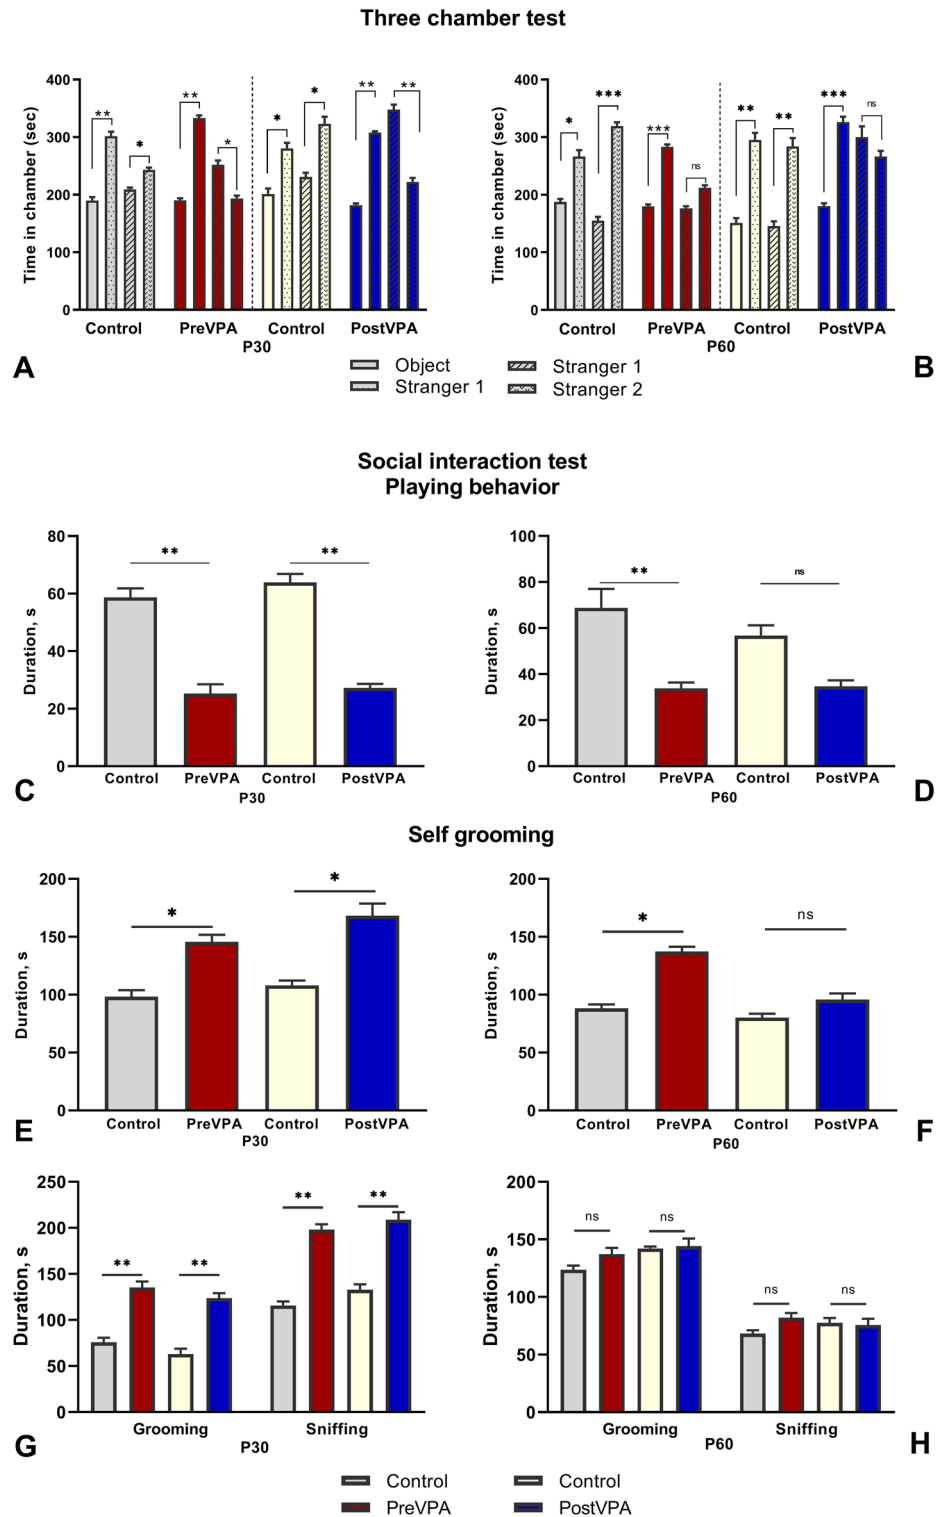 Three chamber test
Time in chamber (sec)
400
300
200
100
0
** * ** * * * ** **
Control PreVPA Control PostVPA
P30
A
Time in chamber (sec)
400
300
200
100
0
* *** *** ns ** ** *** ns
Control PreVPA Control PostVPA
P60
B
Object
Stranger 1
Stranger 1
Stranger 2
Social interaction test
Playing behavior
Duration, s
80
60
40
20
0
** **
Control PreVPA Control PostVPA
P30
C
Duration, s
100
80
60
40
20
0
** ns
Control PreVPA Control PostVPA
P60
D
Self grooming
Duration, s
200
150
100
50
0
* *
Control PreVPA Control PostVPA
P30
E
Duration, s
200
150
100
50
0
* ns
Control PreVPA Control PostVPA
P60
F
Duration, s
250
200
150
100
50
0
** ** ** **
Grooming Sniffing
P30
G
Duration, s
200
150
100
50
0
ns ns ns ns
Grooming Sniffing
P60
H
Control
PreVPA
Control
PostVPA